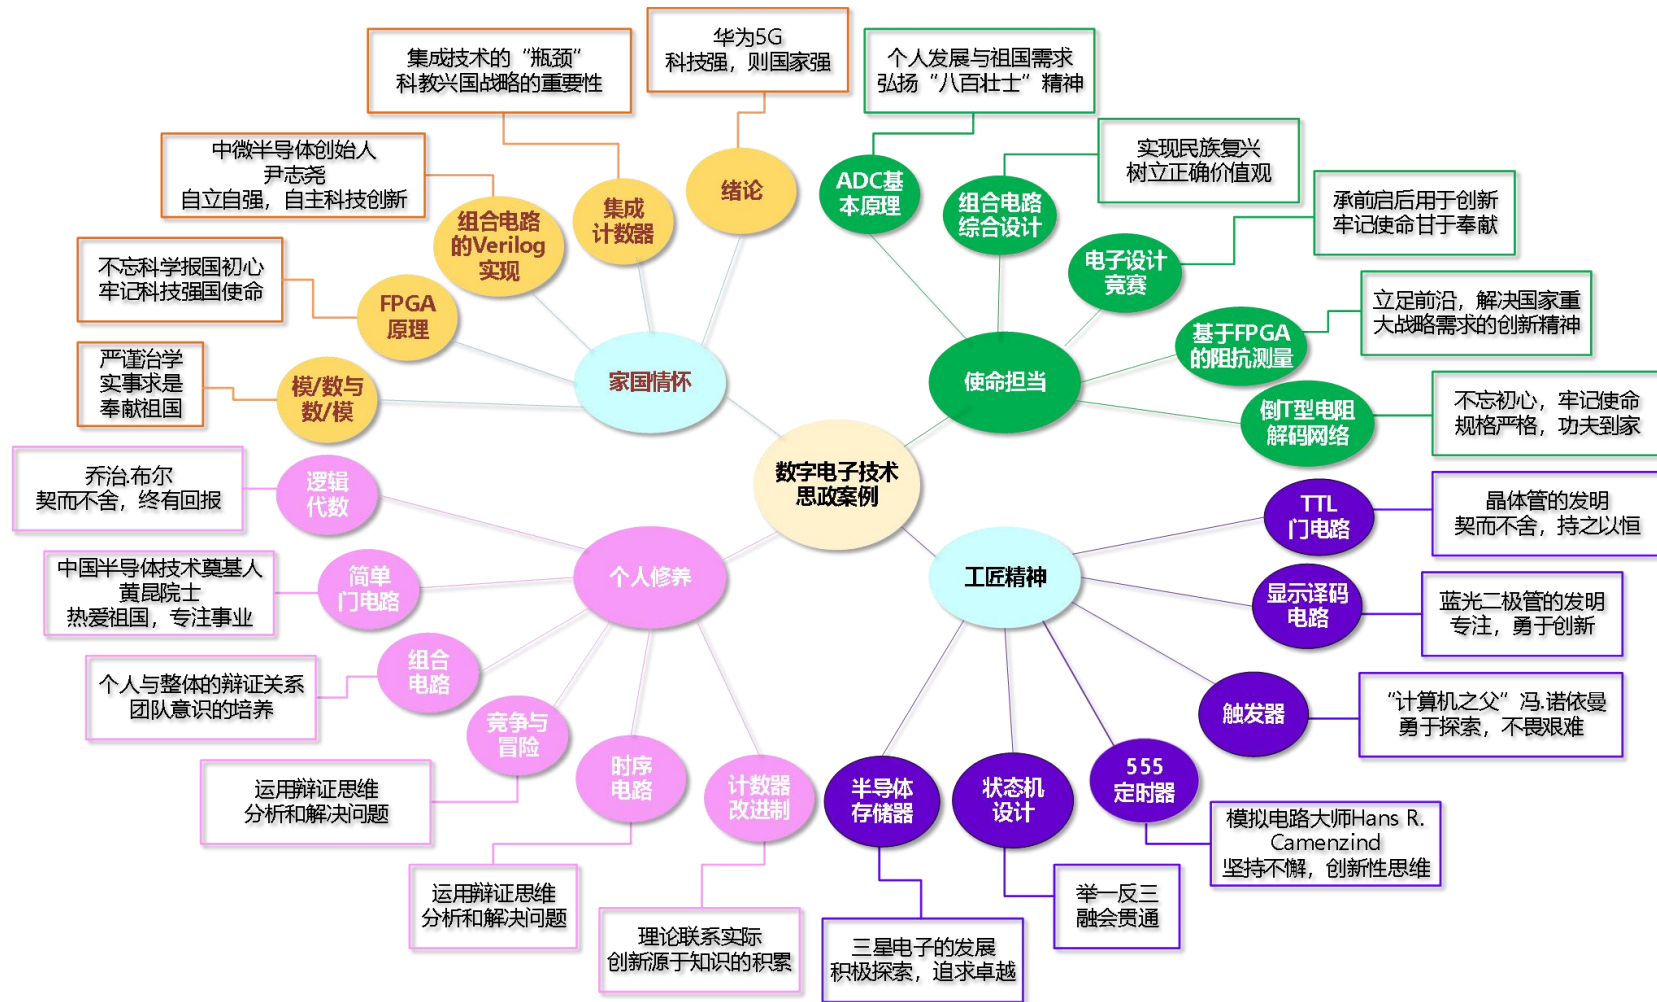 数字电子技术
思政案例
家国情怀
绪论
华为5G
科技强，则国家强
集成
计数器
集成技术的“瓶颈”
科教兴国战略的重要性
组合电路
的Verilog
实现
中微半导体创始人
尹志尧
自立自强，自主科技创新
FPGA
原理
不忘科学报国初心
牢记科技强国使命
模/数与
数/模
严谨治学
实事求是
奉献祖国
使命担当
ADC基
本原理
个人发展与祖国需求
弘扬“八百壮士”精神
组合电路
综合设计
实现民族复兴
树立正确价值观
电子设计
竞赛
承前启后用于创新
牢记使命甘于奉献
基于FPGA
的阻抗测量
立足前沿，解决国家重
大战略需求的创新精神
倒T型电阻
解码网络
不忘初心，牢记使命
规格严格，功夫到家
个人修养
逻辑
代数
乔治.布尔
契而不舍，终有回报
简单
门电路
中国半导体技术奠基人
黄昆院士
热爱祖国，专注事业
组合
电路
个人与整体的辩证关系
团队意识的培养
竞争与
冒险
运用辩证思维
分析和解决问题
时序
电路
运用辩证思维
分析和解决问题
计数器
改进制
理论联系实际
创新源于知识的积累
工匠精神
TTL
门电路
晶体管的发明
契而不舍，持之以恒
显示译码
电路
蓝光二极管的发明
专注，勇于创新
触发器
“计算机之父”冯.诺依曼
勇于探索，不畏艰难
555
定时器
模拟电路大师Hans R.
Camenzind
坚持不懈，创新性思维
状态机
设计
举一反三
融会贯通
半导体
存储器
三星电子的发展
积极探索，追求卓越